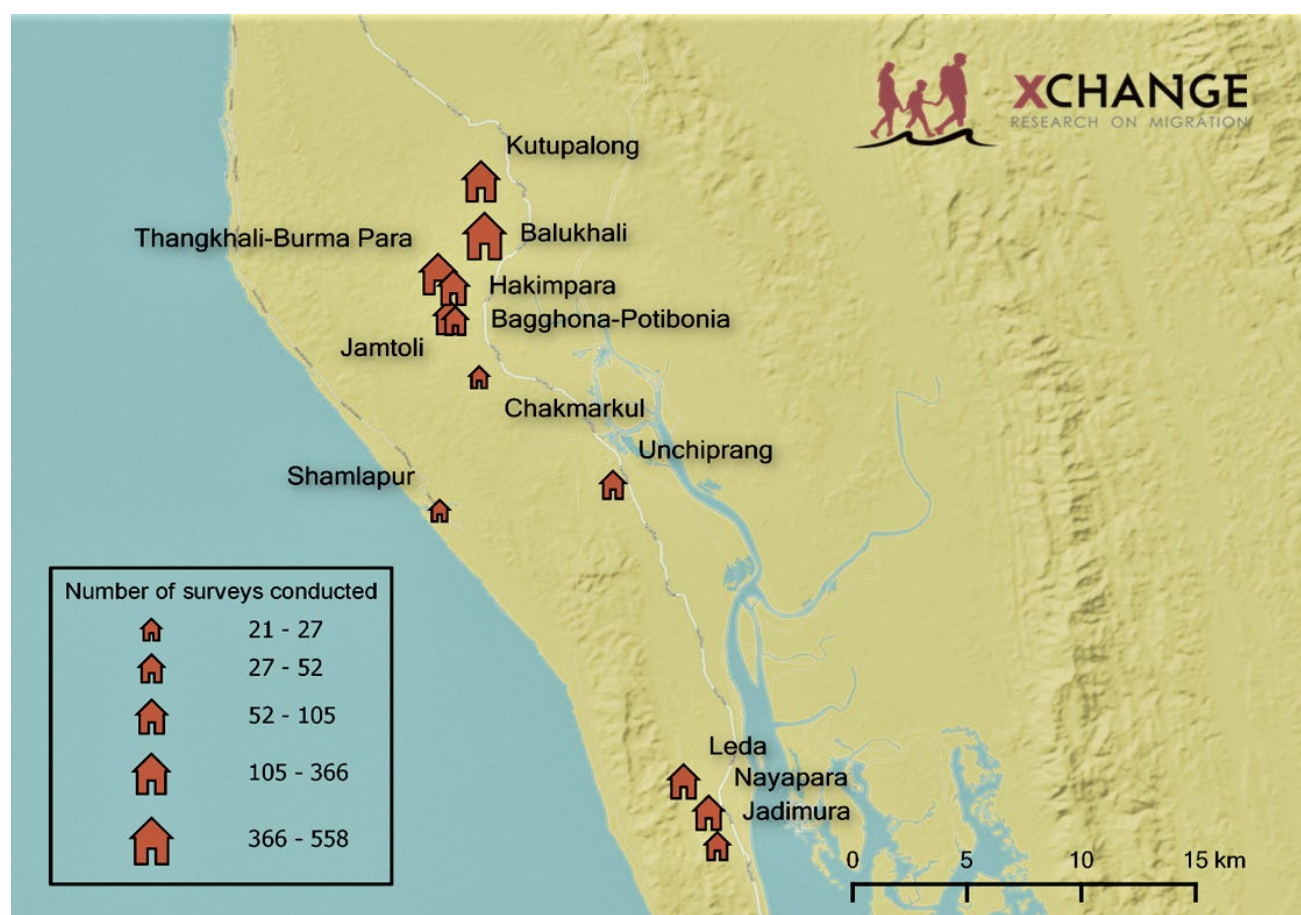 XCHANGE
RESEARCH ON MIGRATION
Kutupalong
Thangkhali-Burma Para
Balukhali
Hakimpara
Bagghona-Potibonia
Jamtoli
Chakmarkul
Unchiprang
Shamlapur
Number of surveys conducted
21 - 27
27 - 52
52 - 105
105 - 366
366 - 558
Leda
Nayapara
Jadimura
0 5 10 15 km